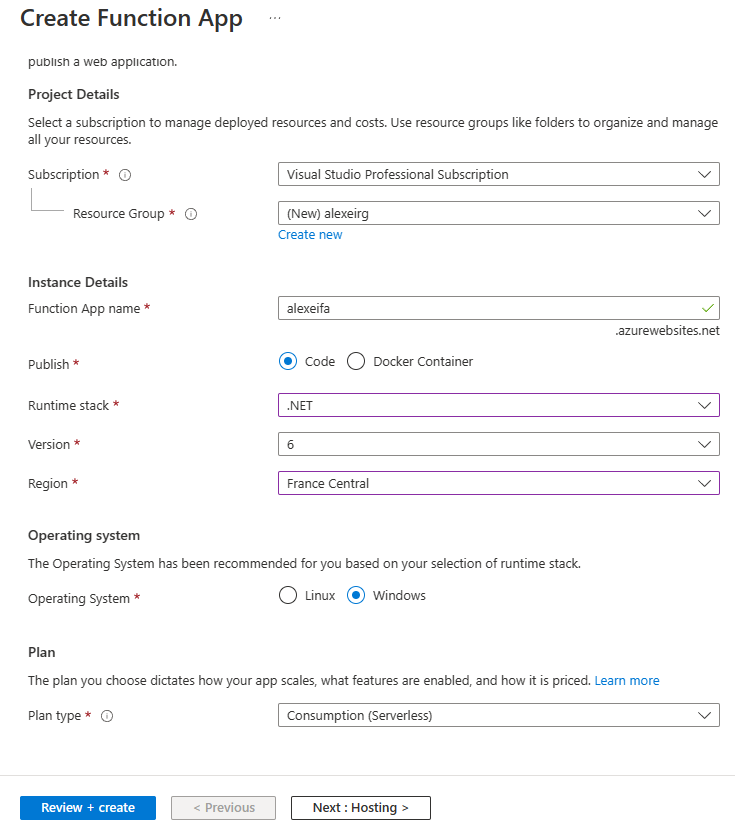 Create Function App ...
publish a web application.
Project Details
Select a subscription to manage deployed resources and costs. Use resource groups like folders to organize and manage
all your resources.
Subscription *
Visual Studio Professional Subscription
Resource Group *
(New) alexeirg
Create new
Instance Details
Function App name *
alexeifa
.azurewebsites.net
Publish *
Code
Docker Container
Runtime stack *
.NET
Version *
6
Region *
France Central
Operating system
The Operating System has been recommended for you based on your selection of runtime stack.
Operating System *
Linux
Windows
Plan
The plan you choose dictates how your app scales, what features are enabled, and how it is priced. Learn more
Plan type *
Consumption (Serverless)
Review + create
< Previous
Next : Hosting >